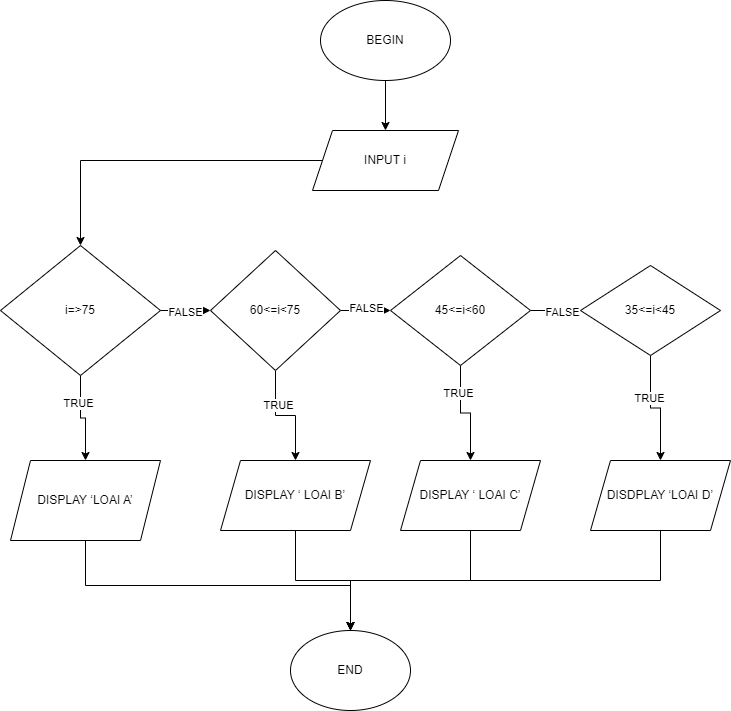 BEGIN
INPUT i
i=>75
FALSE
60<=i<75
FALSE
45<=i<60
FALSE
35<=i<45
TRUE
TRUE
TRUE
TRUE
DISPLAY ‘LOAI A’
DISPLAY ‘ LOAI B’
DISPLAY ‘ LOAI C’
DISDPLAY ‘LOAI D’
END